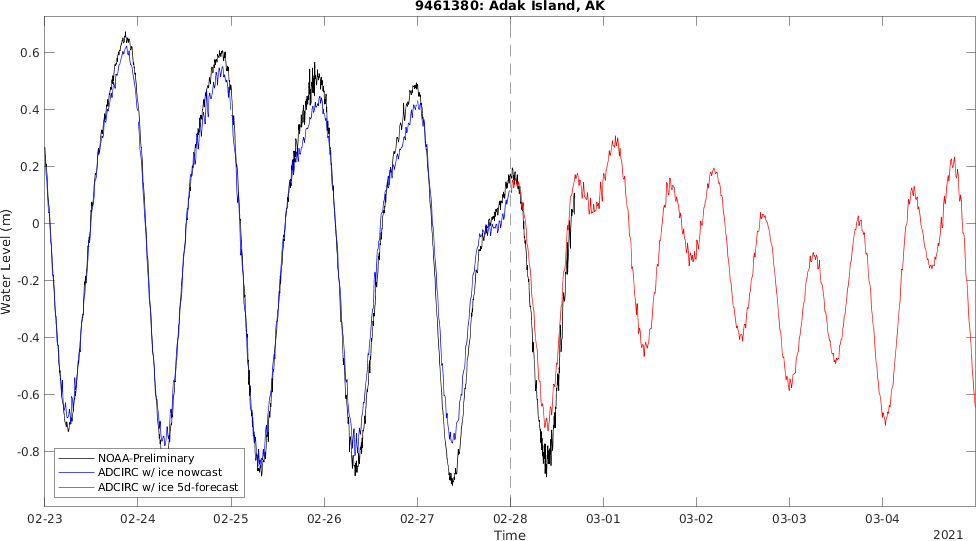 9461380: Adak Island, AK
Water Level (m)
0.6
0.4
0.2
0
-0.2
-0.4
-0.6
-0.8
NOAA-Preliminary
ADCIRC w/ ice nowcast
ADCIRC w/ ice 5d-forecast
02-23 02-24 02-25 02-26 02-27 02-28 03-01 03-02 03-03 03-04
Time
2021